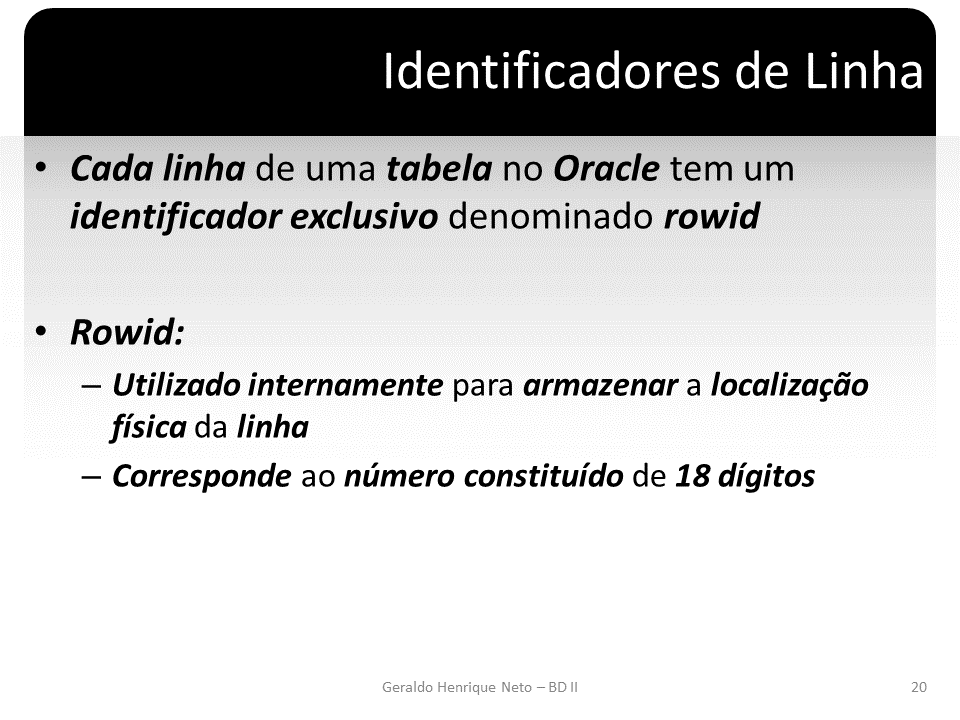 Identificadores de Linha
• Cada linha de uma tabela no Oracle tem um
identificador exclusivo denominado rowid
• Rowid:
– Utilizado internamente para armazenar a localização
física da linha
– Corresponde ao número constituído de 18 dígitos
Geraldo Henrique Neto – BD II
20